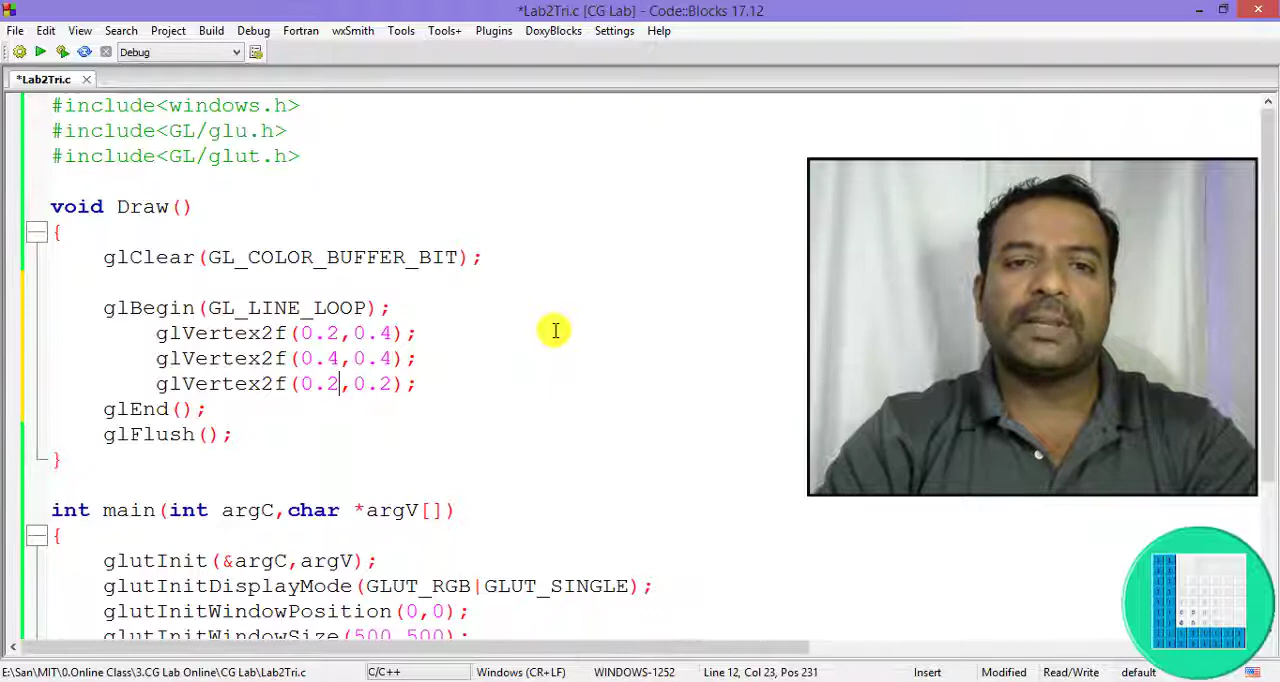 *Lab2Tri.c [CG Lab] - Code::Blocks 17.12
File Edit View Search Project Build Debug Fortran wxSmith Tools Tools+ Plugins DoxyBlocks Settings Help
Debug
*Lab2Tri.c
#include<windows.h>
#include<GL/glu.h>
#include<GL/glut.h>
void Draw()
{
glClear(GL_COLOR_BUFFER_BIT);
glBegin(GL_LINE_LOOP);
glVertex2f(0.2,0.4);
glVertex2f(0.4,0.4);
glVertex2f(0.2,0.2);
glEnd();
glFlush();
}
int main(int argC,char *argV[])
{
glutInit(&argC,argV);
glutInitDisplayMode(GLUT_RGB|GLUT_SINGLE);
glutInitWindowPosition(0,0);
glutInitWindowSize(500,500);
E:\San\MIT\0.Online Class\3.CG Lab Online\CG Lab\Lab2Tri.c C/C++ Windows (CR+LF) WINDOWS-1252 Line 12, Col 23, Pos 231 Insert Modified Read/Write default